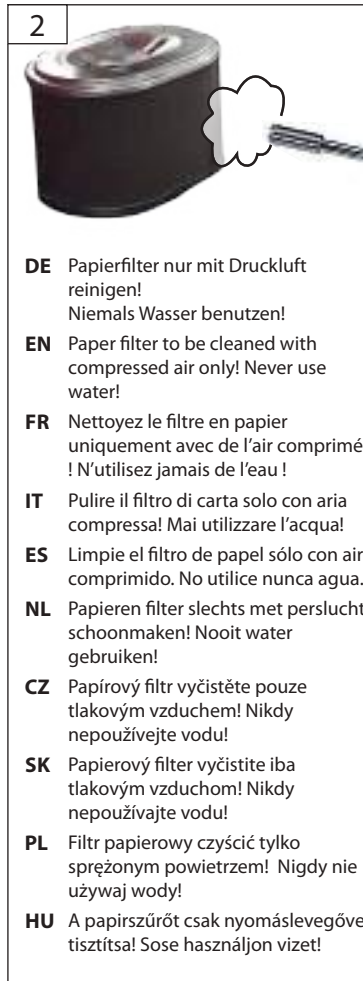 2
DE Papierfilter nur mit Druckluft
reinigen!
Niemals Wasser benutzen!
EN Paper filter to be cleaned with
compressed air only! Never use
water!
FR Nettoyez le filtre en papier
uniquement avec de l’air comprimé
! N’utilisez jamais de l’eau !
IT Pulire il filtro di carta solo con aria
compressa! Mai utilizzare l’acqua!
ES Limpie el filtro de papel sólo con air
comprimido. No utilice nunca agua.
NL Papieren filter slechts met perslucht
schoonmaken! Nooit water
gebruiken!
CZ Papírový filtr vyčistěte pouze
tlakovým vzduchem! Nikdy
nepoužívejte vodu!
SK Papierový filter vyčistite iba
tlakovým vzduchom! Nikdy
nepoužívajte vodu!
PL Filtr papierowy czyścić tylko
sprężonym powietrzem! Nigdy nie
używaj wody!
HU A papirszűrőt csak nyomáslevegőve
tisztítsa! Sose használjon vizet!